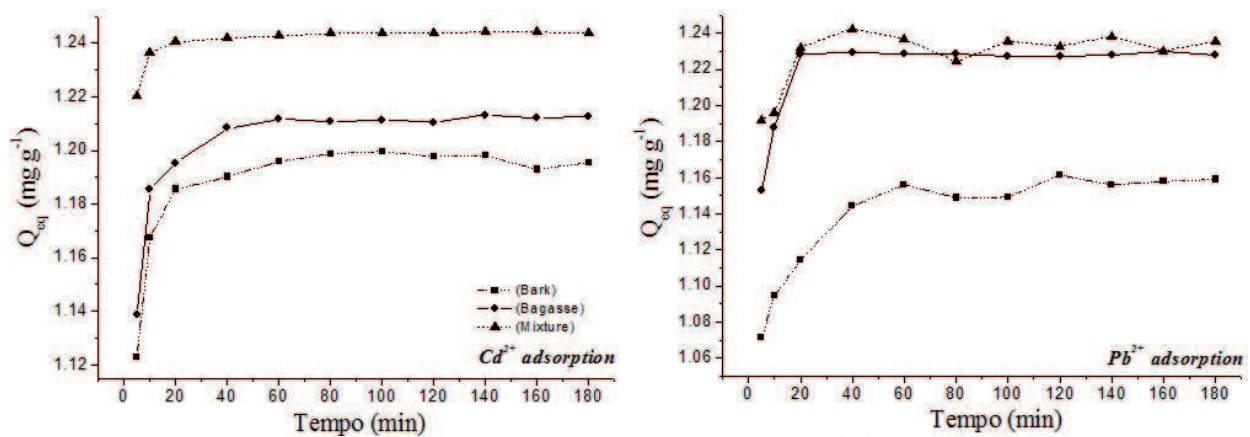 Q_eq (mg g⁻¹)
1.24
1.22
1.20
1.18
1.16
1.14
1.12
(Bark)
(Bagasse)
(Mixture)
Cd²⁺ adsorption
0 20 40 60 80 100 120 140 160 180
Tempo (min)
Q_eq (mg g⁻¹)
1.24
1.22
1.20
1.18
1.16
1.14
1.12
1.10
1.08
1.06
Pb²⁺ adsorption
0 20 40 60 80 100 120 140 160 180
Tempo (min)